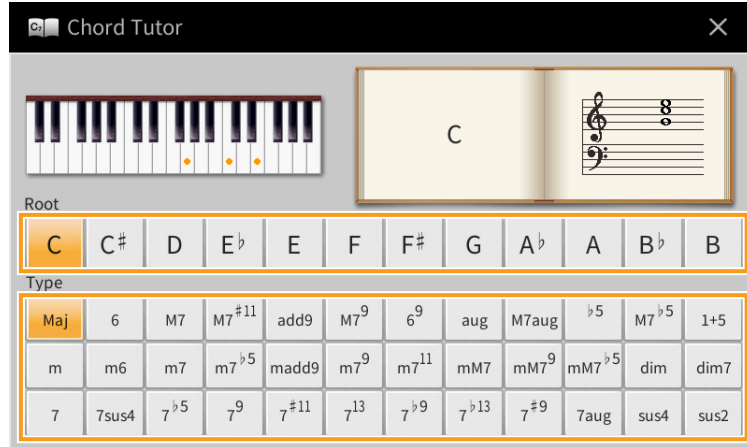 C7 Chord Tutor ×
C
Root
C C♯ D E♭ E F F♯ G A♭ A B♭ B
Type
Maj 6 M7 M7♯11 add9 M79 69 aug M7aug ♭5 M7♭5 1+5
m m6 m7 m7♭5 madd9 m79 m711 mM7 mM79 mM7♭5 dim dim7
7 7sus4 7♭5 79 7♯11 713 7♭9 7♭13 7♯9 7aug sus4 sus2